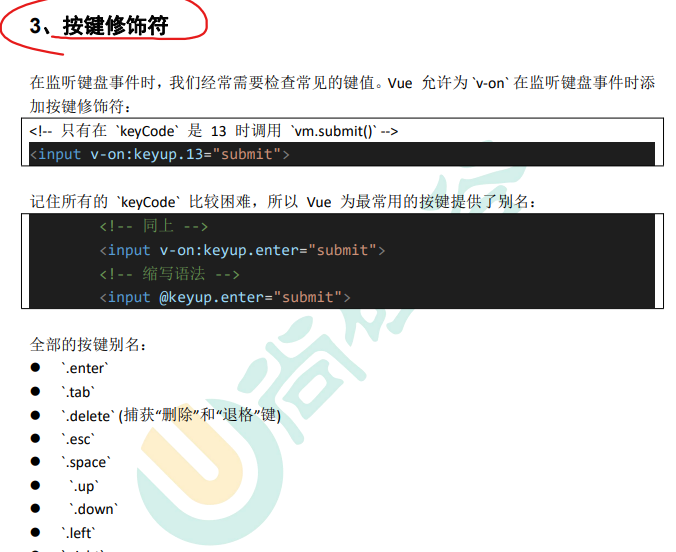 3、按键修饰符
在监听键盘事件时，我们经常需要检查常见的键值。Vue 允许为`v-on`在监听键盘事件时添
加按键修饰符：
<!-- 只有在 `keyCode` 是 13 时调用 `vm.submit()` -->
<input v-on:keyup.13="submit">
记住所有的 `keyCode` 比较困难，所以 Vue 为最常用的按键提供了别名：
<!-- 同上 -->
<input v-on:keyup.enter="submit">
<!-- 缩写语法 -->
<input @keyup.enter="submit">
全部的按键别名：
● `.enter`
● `.tab`
● `.delete` (捕获“删除”和“退格”键)
● `.esc`
● `.space`
● `.up`
● `.down`
● `.left`